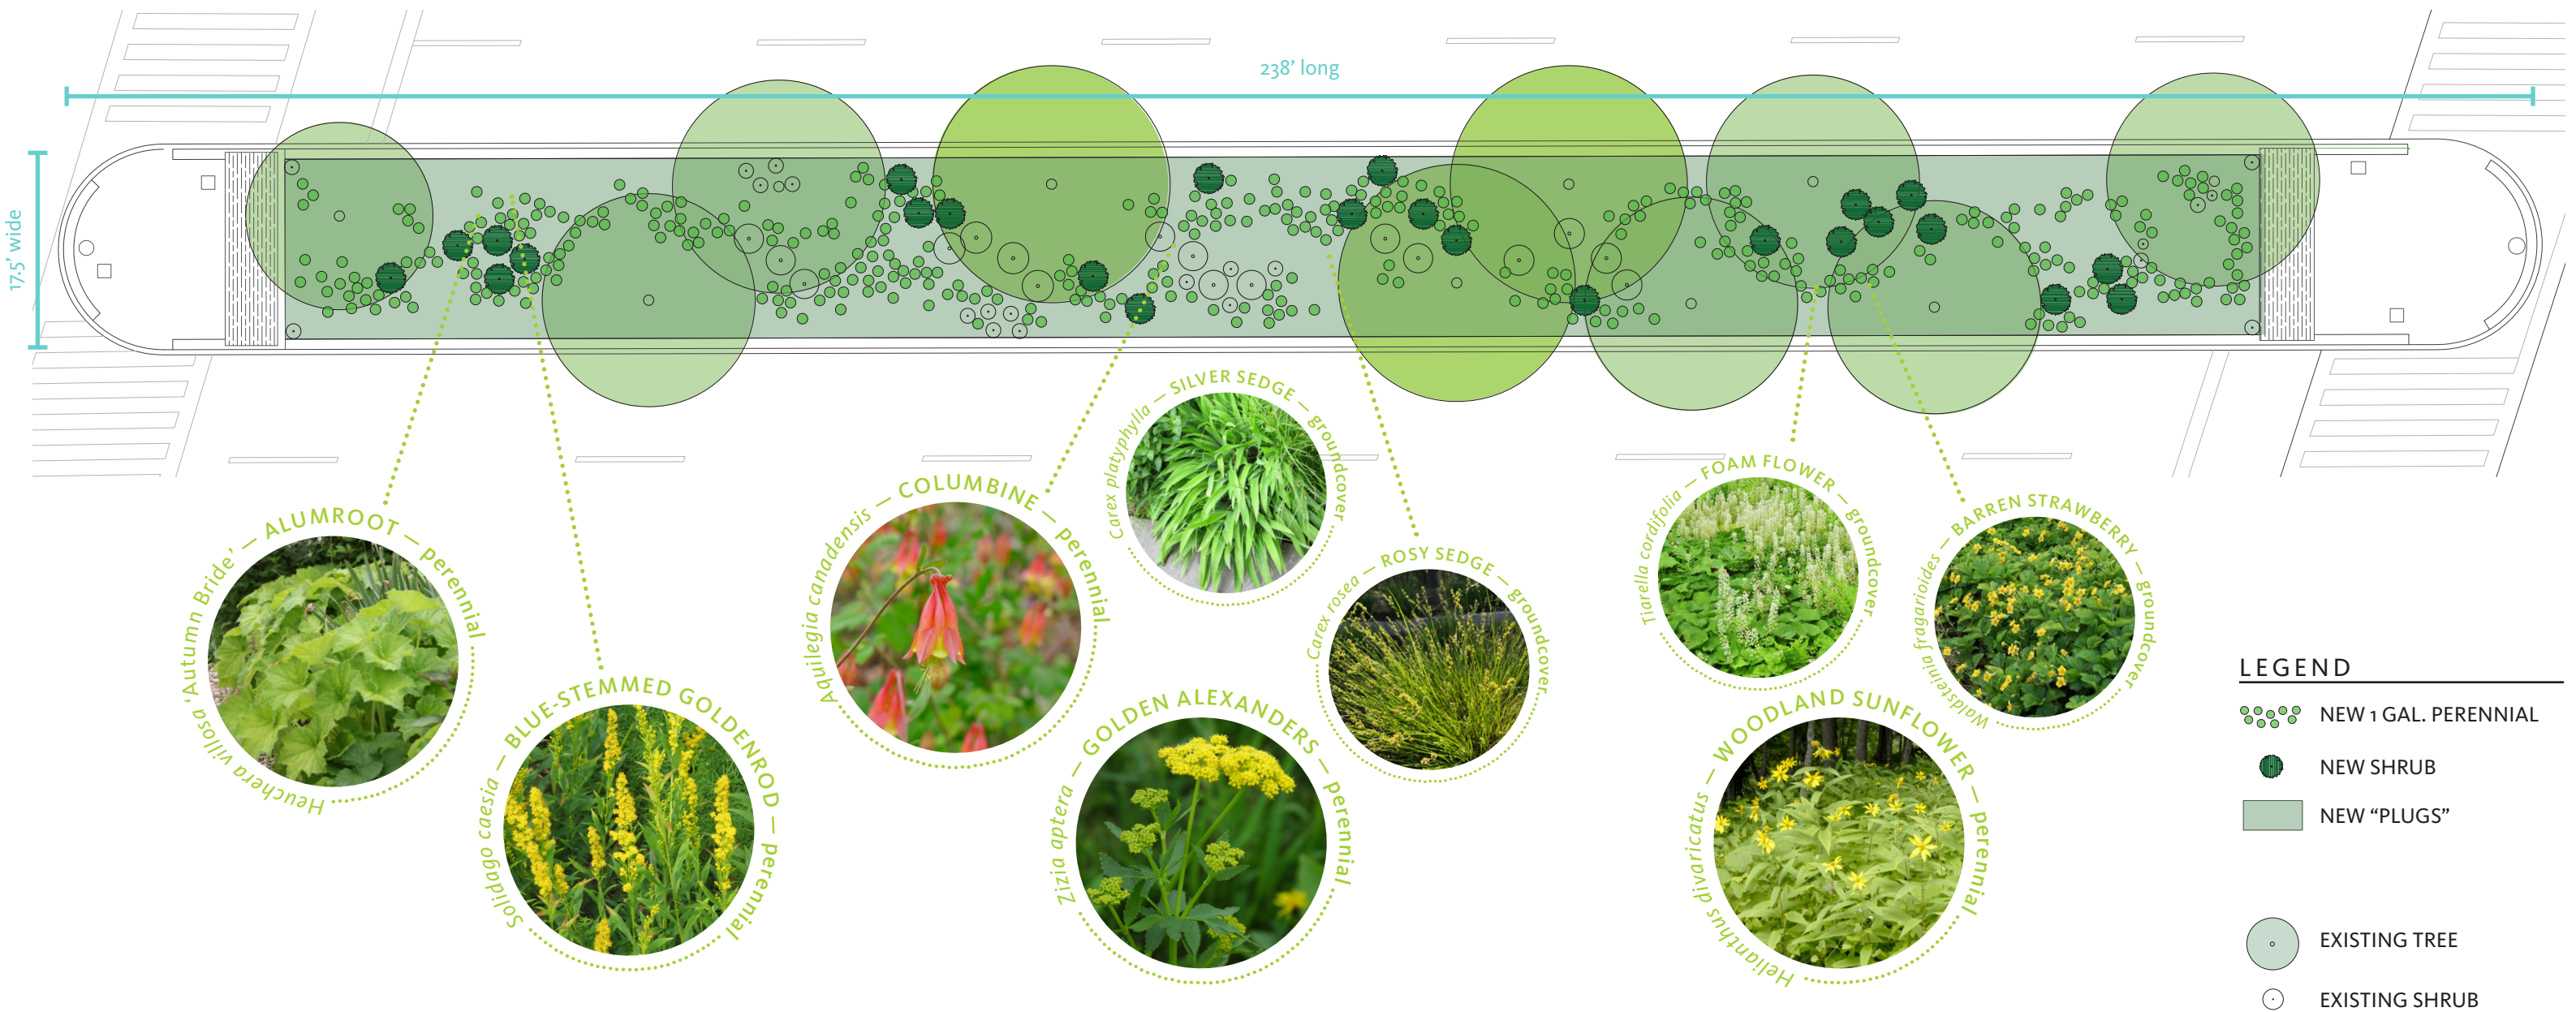 238' long
17.5' wide
Heuchera villosa 'Autumn Bride' — ALUMROOT — perennial
Solidago caesia — BLUE-STEMMED GOLDENROD — perennial
Aquilegia canadensis — COLUMBINE — perennial
Carex platyphylla — SILVER SEDGE — groundcover
Zizia aptera — GOLDEN ALEXANDERS — perennial
Carex rosea — ROSY SEDGE — groundcover
Tiarella cordifolia — FOAM FLOWER — groundcover
Helianthus divaricatus — WOODLAND SUNFLOWER — perennial
Waldsteinia fragarioides — BARREN STRAWBERRY — groundcover
LEGEND
NEW 1 GAL. PERENNIAL
NEW SHRUB
NEW “PLUGS”
EXISTING TREE
EXISTING SHRUB